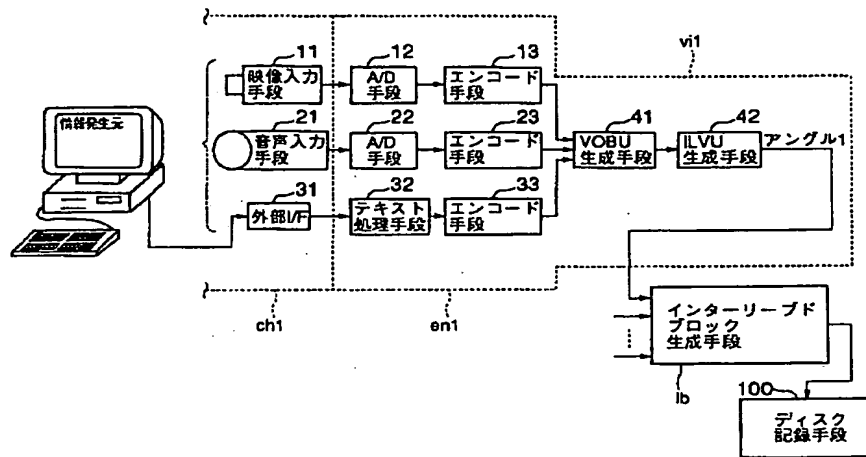 vi1
情報発生元
11
映像入力
手段
12
A/D
手段
13
エンコード
手段
21
音声入力
手段
22
A/D
手段
23
エンコード
手段
41
VOBU
生成手段
42
ILVU
生成手段
アングル1
31
外部I/F
32
テキスト
処理手段
33
エンコード
手段
ch1
en1
インターリーブド
ブロック
生成手段
Ib
100
ディスク
記録手段